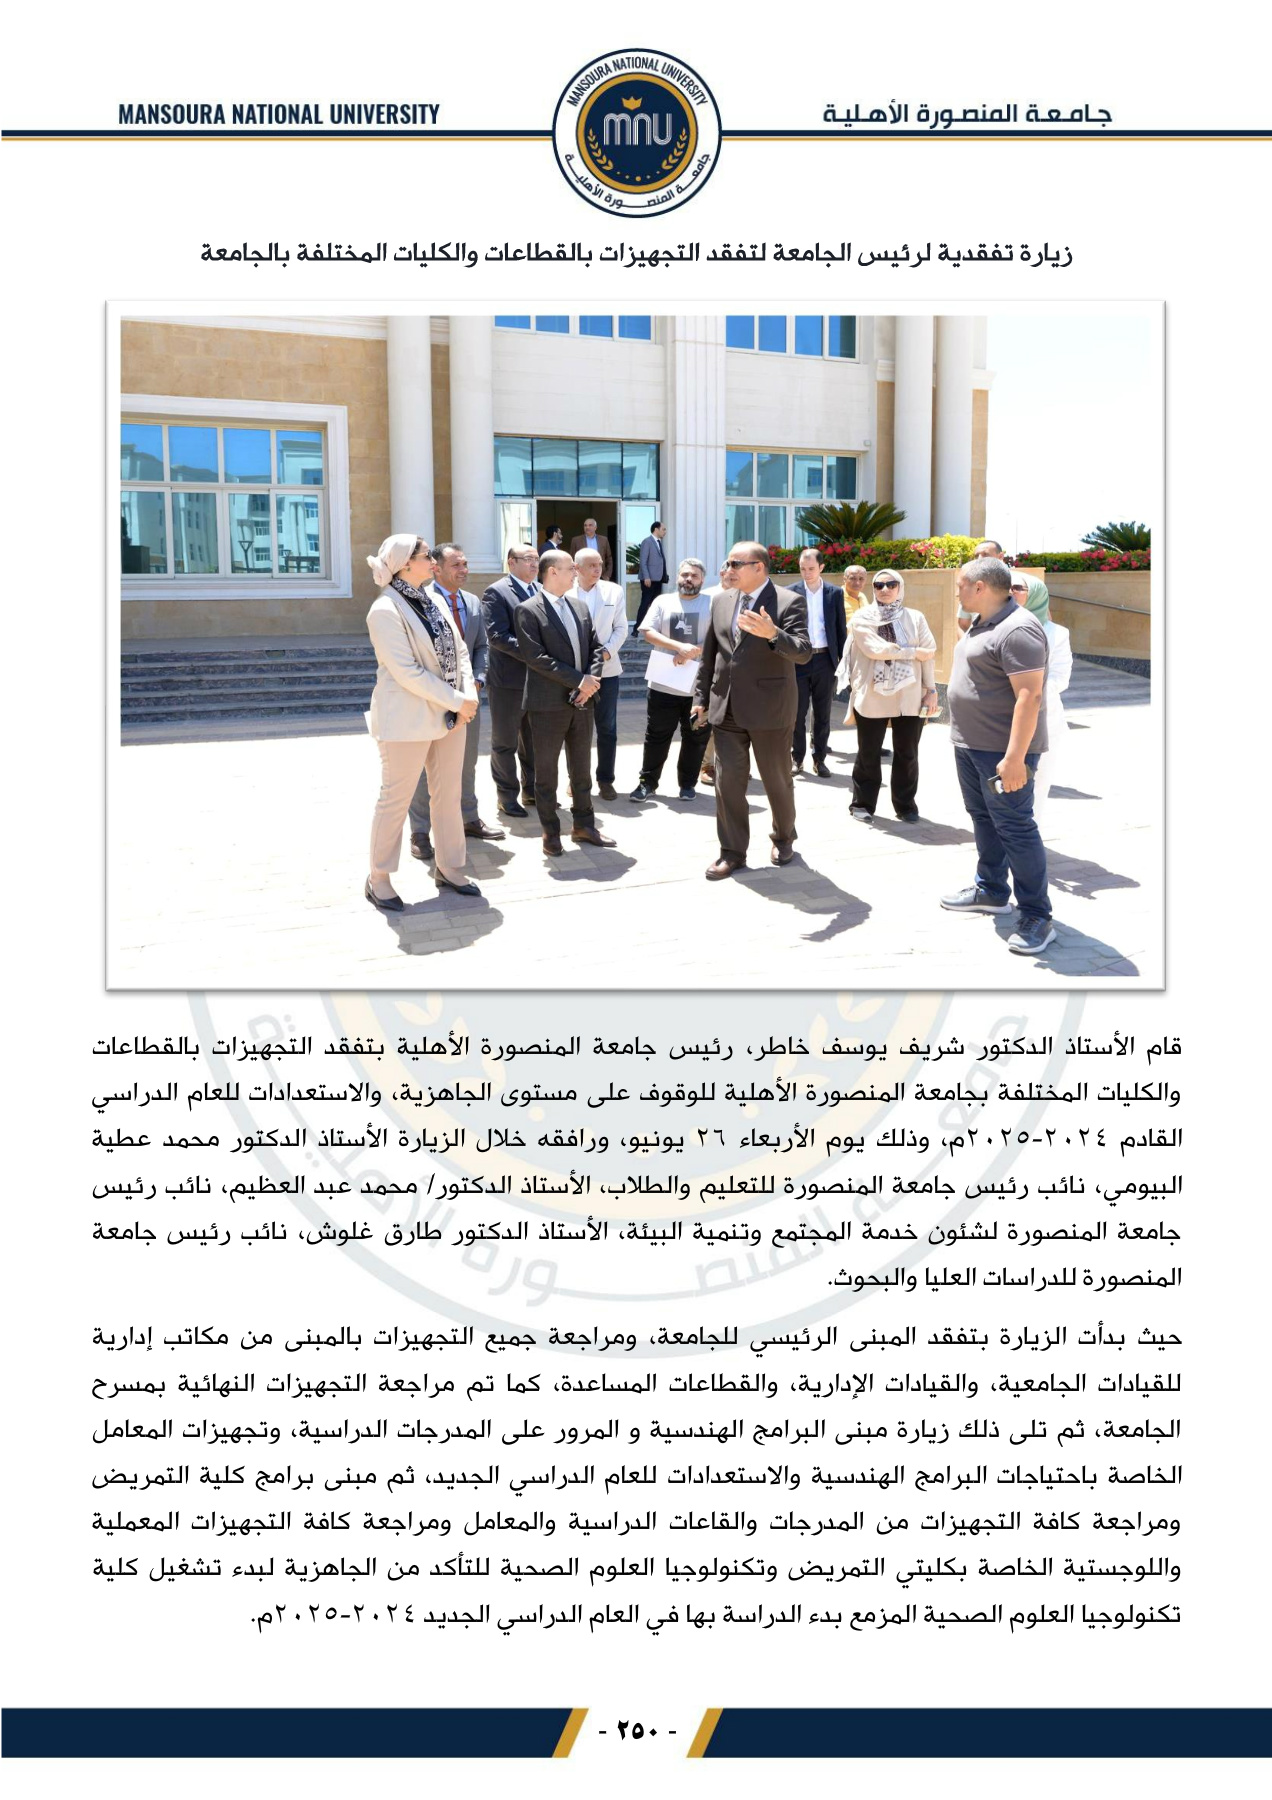 MANSOURA NATIONAL UNIVERSITY
جامعة المنصورة الأهلية
MANSOURA NATIONAL UNIVERSITY
mnu
جامعة المنصورة الأهلية
زيارة تفقدية لرئيس الجامعة لتفقد التجهيزات بالقطاعات والكليات المختلفة بالجامعة
قام الأستاذ الدكتور شريف يوسف خاطر، رئيس جامعة المنصورة الأهلية بتفقد التجهيزات بالقطاعات
والكليات المختلفة بجامعة المنصورة الأهلية للوقوف على مستوى الجاهزية، والاستعدادات للعام الدراسي
القادم ٢٠٢٤-٢٠٢٥م، وذلك يوم الأربعاء ٢٦ يونيو، ورافقه خلال الزيارة الأستاذ الدكتور محمد عطية
البيومي، نائب رئيس جامعة المنصورة للتعليم والطلاب، الأستاذ الدكتور/ محمد عبد العظيم، نائب رئيس
جامعة المنصورة لشئون خدمة المجتمع وتنمية البيئة، الأستاذ الدكتور طارق غلوش، نائب رئيس جامعة
المنصورة للدراسات العليا والبحوث.
حيث بدأت الزيارة بتفقد المبنى الرئيسي للجامعة، ومراجعة جميع التجهيزات بالمبنى من مكاتب إدارية
للقيادات الجامعية، والقيادات الإدارية، والقطاعات المساعدة، كما تم مراجعة التجهيزات النهائية بمسرح
الجامعة، ثم تلى ذلك زيارة مبنى البرامج الهندسية و المرور على المدرجات الدراسية، وتجهيزات المعامل
الخاصة باحتياجات البرامج الهندسية والاستعدادات للعام الدراسي الجديد، ثم مبنى برامج كلية التمريض
ومراجعة كافة التجهيزات من المدرجات والقاعات الدراسية والمعامل ومراجعة كافة التجهيزات المعملية
واللوجستية الخاصة بكليتي التمريض وتكنولوجيا العلوم الصحية للتأكد من الجاهزية لبدء تشغيل كلية
تكنولوجيا العلوم الصحية المزمع بدء الدراسة بها في العام الدراسي الجديد ٢٠٢٤-٢٠٢٥م.
- ٢٥٠ -